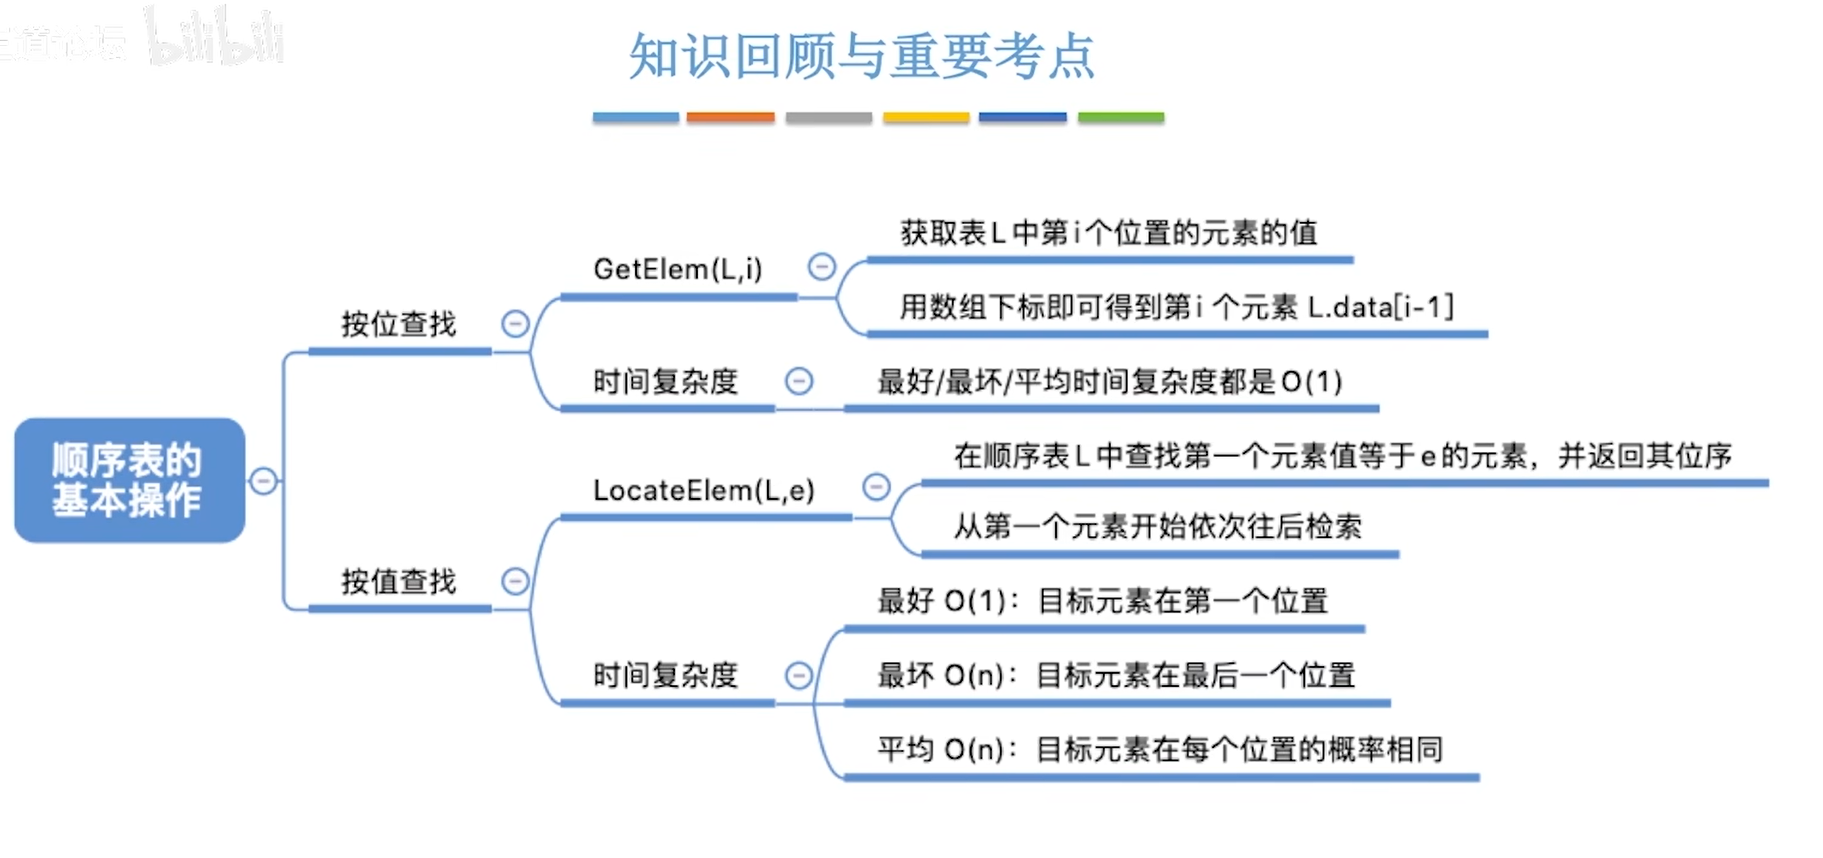 bilibili
知识回顾与重要考点
顺序表的
基本操作
按位查找
GetElem(L,i)
获取表L中第i个位置的元素的值
用数组下标即可得到第i个元素 L.data[i-1]
时间复杂度
最好/最坏/平均时间复杂度都是O(1)
按值查找
LocateElem(L,e)
在顺序表L中查找第一个元素值等于e的元素，并返回其位序
从第一个元素开始依次往后检索
时间复杂度
最好 O(1)：目标元素在第一个位置
最坏 O(n)：目标元素在最后一个位置
平均 O(n)：目标元素在每个位置的概率相同